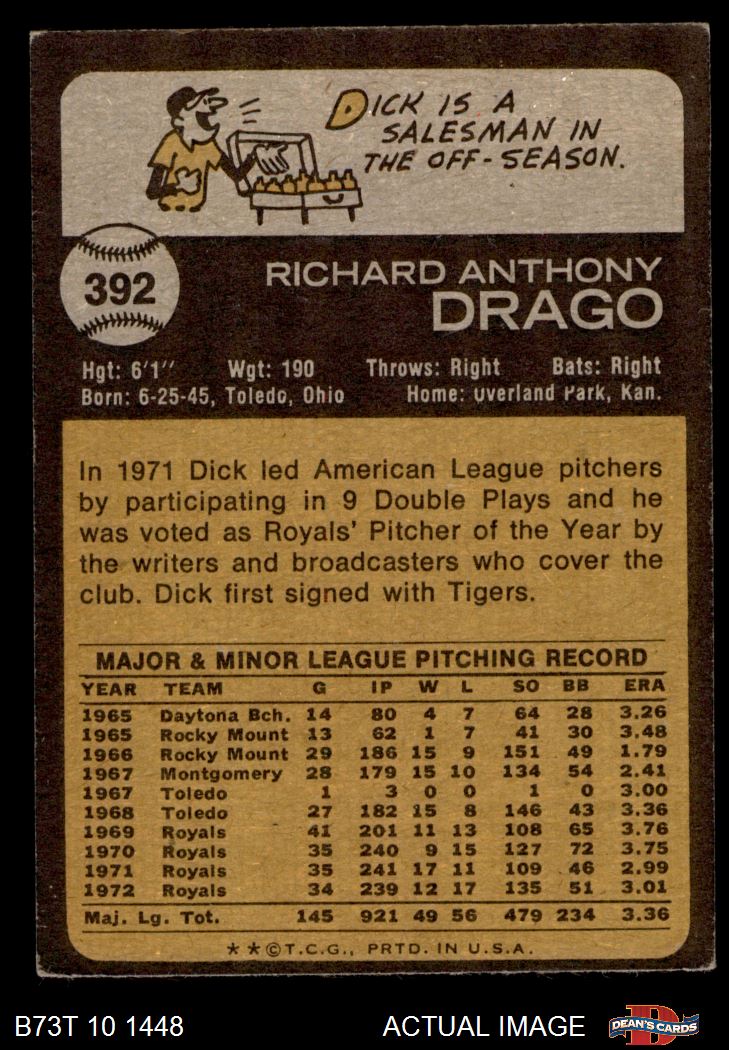 DICK IS A
SALESMAN IN
THE OFF-SEASON.
392
RICHARD ANTHONY
DRAGO
Hgt: 6'1" Wgt: 190 Throws: Right Bats: Right
Born: 6-25-45, Toledo, Ohio Home: Overland Park, Kan.
In 1971 Dick led American League pitchers
by participating in 9 Double Plays and he
was voted as Royals' Pitcher of the Year by
the writers and broadcasters who cover the
club. Dick first signed with Tigers.
MAJOR & MINOR LEAGUE PITCHING RECORD
YEAR TEAM G IP W L SO BB ERA
1965 Daytona Bch. 14 80 4 7 64 28 3.26
1965 Rocky Mount 13 62 1 7 41 30 3.48
1966 Rocky Mount 29 186 15 9 151 49 1.79
1967 Montgomery 28 179 15 10 134 54 2.41
1967 Toledo 1 3 0 0 1 0 3.00
1968 Toledo 27 182 15 8 146 43 3.36
1969 Royals 41 201 11 13 108 65 3.76
1970 Royals 35 240 9 15 127 72 3.75
1971 Royals 35 241 17 11 109 46 2.99
1972 Royals 34 239 12 17 135 51 3.01
Maj. Lg. Tot. 145 921 49 56 479 234 3.36
**©T.C.G., PRTD. IN U.S.A.
B73T 10 1448 ACTUAL IMAGE D DEAN'S CARDS